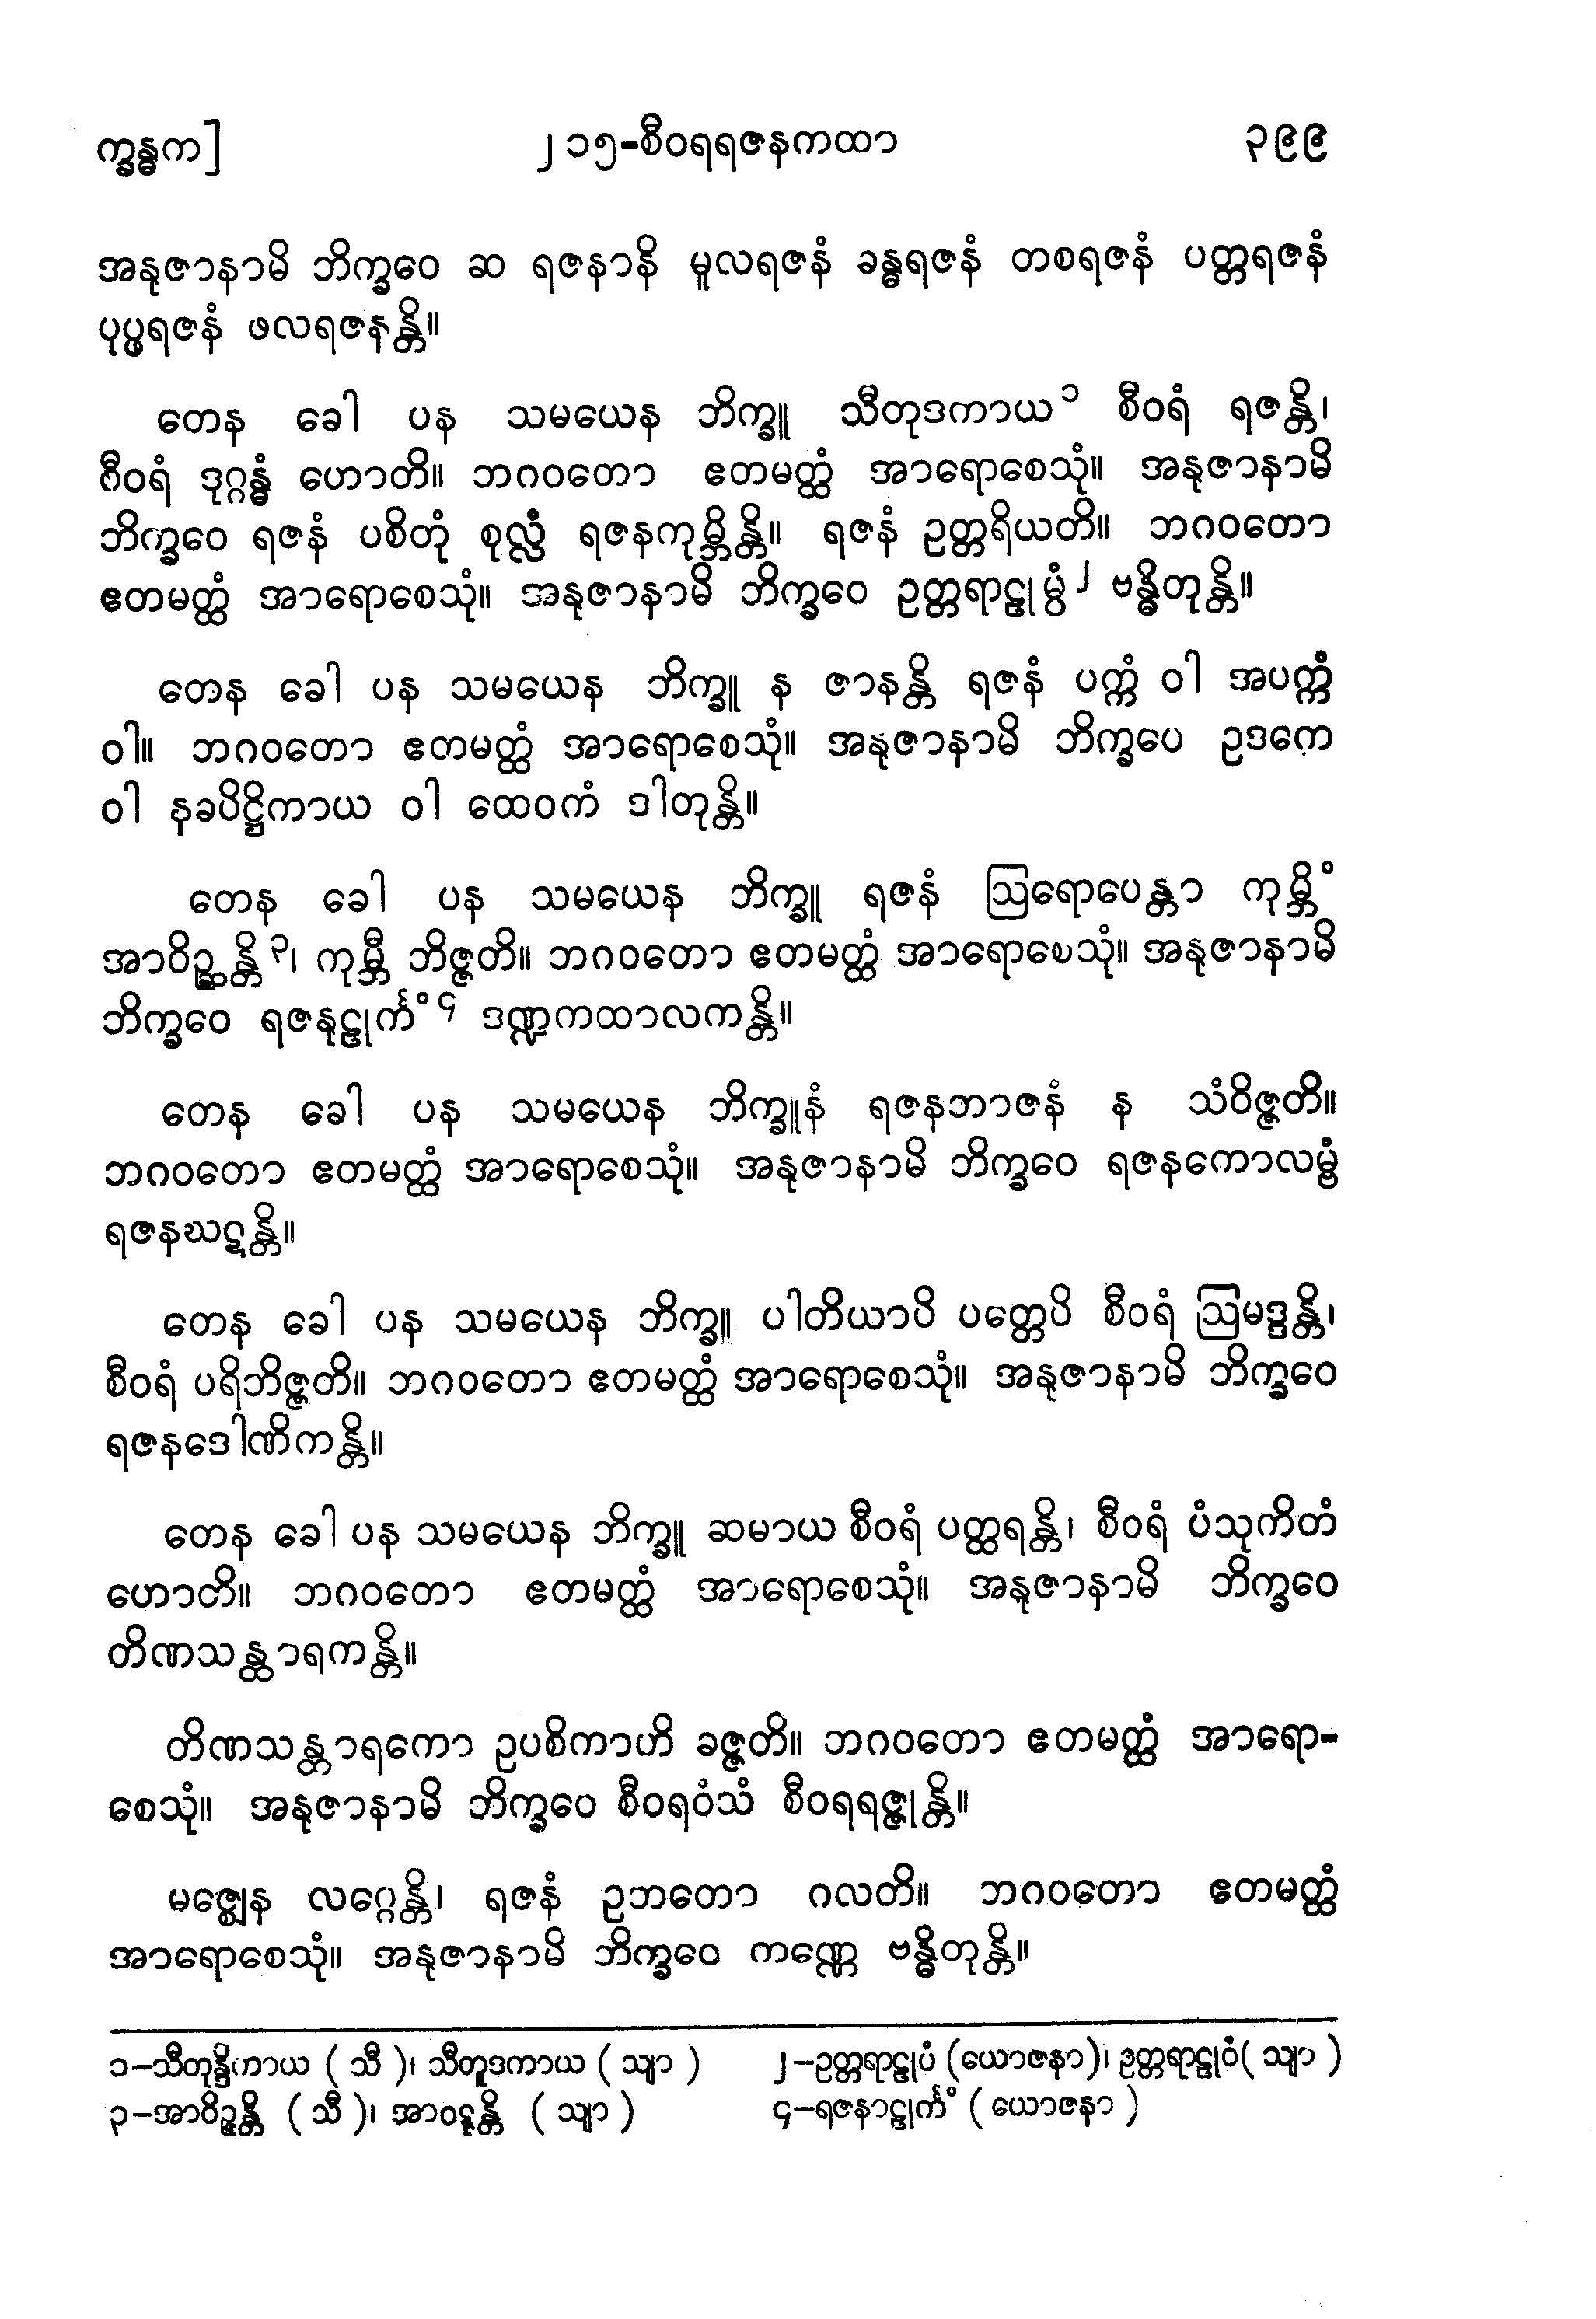 က္ခန္ဓက]
၂၁၅-စီဝရရဇနကထာ
၃၉၉
အနုဇာနာမိ ဘိက္ခဝေ ဆ ရဇနာနိ မူလရဇနံ ခန္ဓရဇနံ တစရဇနံ ပတ္တရဇနံ
ပုပ္ဖရဇနံ ဖလရဇနန္တိ။
တေန ခေါ ပန သမယေန ဘိက္ခူ သီတုဒကာယ၁ စီဝရံ ရဇန္တိ၊
စီဝရံ ဒုဂ္ဂန္ဓံ ဟောတိ။ ဘဂဝတော ဧတမတ္ထံ အာရောစေသုံ။ အနုဇာနာမိ
ဘိက္ခဝေ ရဇနံ ပစိတုံ စုလ္လံ ရဇနကုမ္ဘိန္တိ။ ရဇနံ ဥတ္တရိယတိ။ ဘဂဝတော
ဧတမတ္ထံ အာရောစေသုံ။ အနုဇာနာမိ ဘိက္ခဝေ ဥတ္တရာဠုမ္ပံ၂ ဗန္ဓိတုန္တိ။
တေန ခေါ ပန သမယေန ဘိက္ခူ န ဇာနန္တိ ရဇနံ ပက္ကံ ဝါ အပက္ကံ
ဝါ။ ဘဂဝတော ဧတမတ္ထံ အာရောစေသုံ။ အနုဇာနာမိ ဘိက္ခဝေ ဥဒကေ
ဝါ နခပိဋ္ဌိကာယ ဝါ ထေဝကံ ဒါတုန္တိ။
တေန ခေါ ပန သမယေန ဘိက္ခူ ရဇနံ ဩရောပေန္တာ ကုမ္ဘိံ
အာဝိဉ္ဆန္တိ၃၊ ကုမ္ဘီ ဘိဇ္ဇတိ။ ဘဂဝတော ဧတမတ္ထံ အာရောစေသုံ။ အနုဇာနာမိ
ဘိက္ခဝေ ရဇနုဠုင်္ကံ၄ ဒဏ္ဍကထာလကန္တိ။
တေန ခေါ ပန သမယေန ဘိက္ခူနံ ရဇနဘာဇနံ န သံဝိဇ္ဇတိ။
ဘဂဝတော ဧတမတ္ထံ အာရောစေသုံ။ အနုဇာနာမိ ဘိက္ခဝေ ရဇနကောလမ္ဗံ
ရဇနဃဋန္တိ။
တေန ခေါ ပန သမယေန ဘိက္ခူ ပါတိယာပိ ပတ္တေပိ စီဝရံ ဩမဒ္ဒန္တိ၊
စီဝရံ ပရိဘိဇ္ဇတိ။ ဘဂဝတော ဧတမတ္ထံ အာရောစေသုံ။ အနုဇာနာမိ ဘိက္ခဝေ
ရဇနဒေါဏိကန္တိ။
တေန ခေါ ပန သမယေန ဘိက္ခူ ဆမာယ စီဝရံ ပတ္ထရန္တိ၊ စီဝရံ ပံသုကိတံ
ဟောတိ။ ဘဂဝတော ဧတမတ္ထံ အာရောစေသုံ။ အနုဇာနာမိ ဘိက္ခဝေ
တိဏသန္ထာရကန္တိ။
တိဏသန္တာရကော ဥပစိကာဟိ ခဇ္ဇတိ။ ဘဂဝတော ဧတမတ္ထံ အာရော-
စေသုံ။ အနုဇာနာမိ ဘိက္ခဝေ စီဝရဝံသံ စီဝရရဇ္ဇုန္တိ။
မဇ္ဈေန လဂ္ဂေန္တိ၊ ရဇနံ ဥဘတော ဂလတိ။ ဘဂဝတော ဧတမတ္ထံ
အာရောစေသုံ။ အနုဇာနာမိ ဘိက္ခဝေ ကဏ္ဏေ ဗန္ဓိတုန္တိ။
၁-သီတုန္ဒိကာယ ( သီ )၊ သီတူဒကာယ ( သျာ )
၂-ဥတ္တရာဠုပံ (ယောဇနာ)၊ ဥတ္တရာဠုဝံ( သျာ )
၃-အာဝိဉ္ဇန္တိ ( သီ )၊ အာဝဋ္ဋန္တိ ( သျာ )
၄-ရဇနာဠုင်္ကံ ( ယောဇနာ )